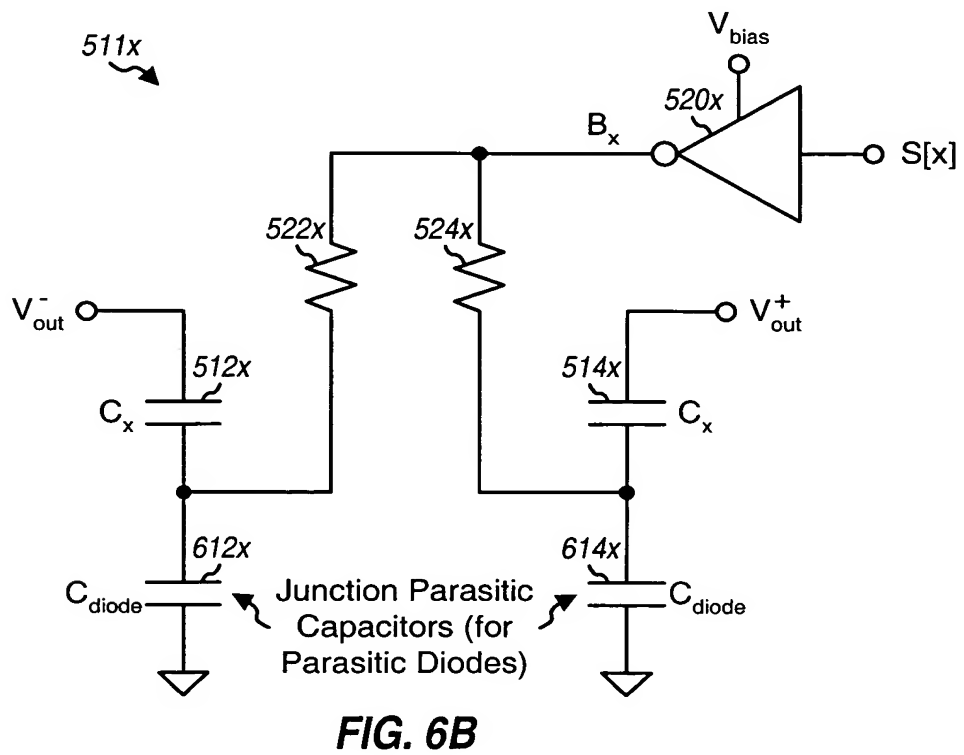 511x
V_bias
520x
B_x
S[x]
522x
524x
V_out^-
V_out^+
512x
514x
C_x
C_x
612x
614x
C_diode
Junction Parasitic
Capacitors (for
Parasitic Diodes)
C_diode
FIG. 6B